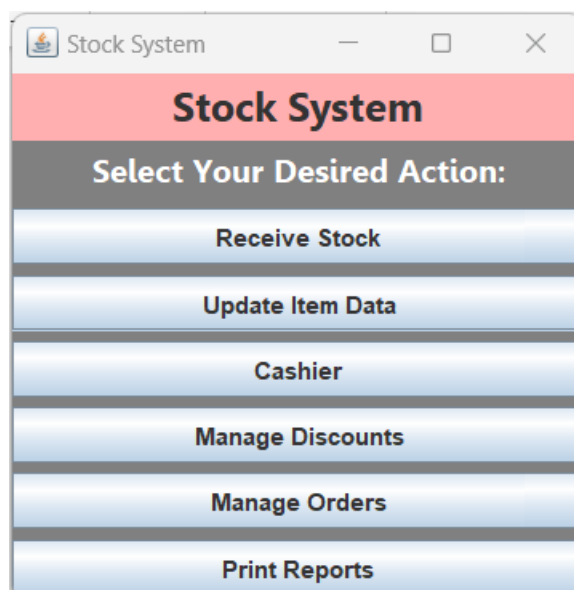 Stock System
Stock System
Select Your Desired Action:
Receive Stock
Update Item Data
Cashier
Manage Discounts
Manage Orders
Print Reports